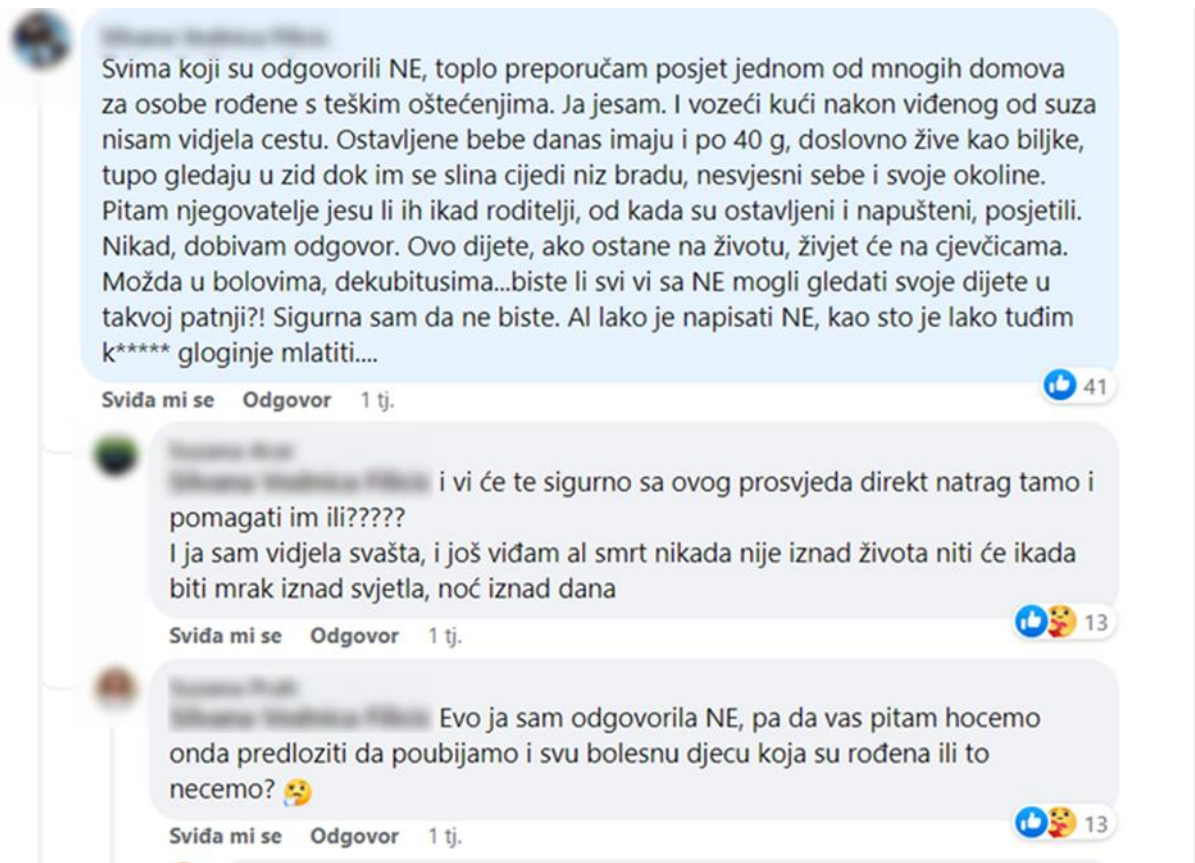 Svima koji su odgovorili NE, toplo preporučam posjet jednom od mnogih domova
za osobe rođene s teškim oštećenjima. Ja jesam. I vozeći kući nakon viđenog od suza
nisam vidjela cestu. Ostavljene bebe danas imaju i po 40 g, doslovno žive kao biljke,
tupo gledaju u zid dok im se slina cijedi niz bradu, nesvjesni sebe i svoje okoline.
Pitam njegovatelje jesu li ih ikad roditelji, od kada su ostavljeni i napušteni, posjetili.
Nikad, dobivam odgovor. Ovo dijete, ako ostane na životu, živjet će na cjevčicama.
Možda u bolovima, dekubitusima...biste li svi vi sa NE mogli gledati svoje dijete u
takvoj patnji?! Sigurna sam da ne biste. Al lako je napisati NE, kao sto je lako tuđim
k***** gloginje mlatiti....
41
Sviđa mi se Odgovor 1 tj.
i vi će te sigurno sa ovog prosvjeda direkt natrag tamo i
pomagati im ili?????
I ja sam vidjela svašta, i još viđam al smrt nikada nije iznad života niti će ikada
biti mrak iznad svjetla, noć iznad dana
13
Sviđa mi se Odgovor 1 tj.
Evo ja sam odgovorila NE, pa da vas pitam hocemo
onda predloziti da poubijamo i svu bolesnu djecu koja su rođena ili to
necemo? 🤔
13
Sviđa mi se Odgovor 1 tj.